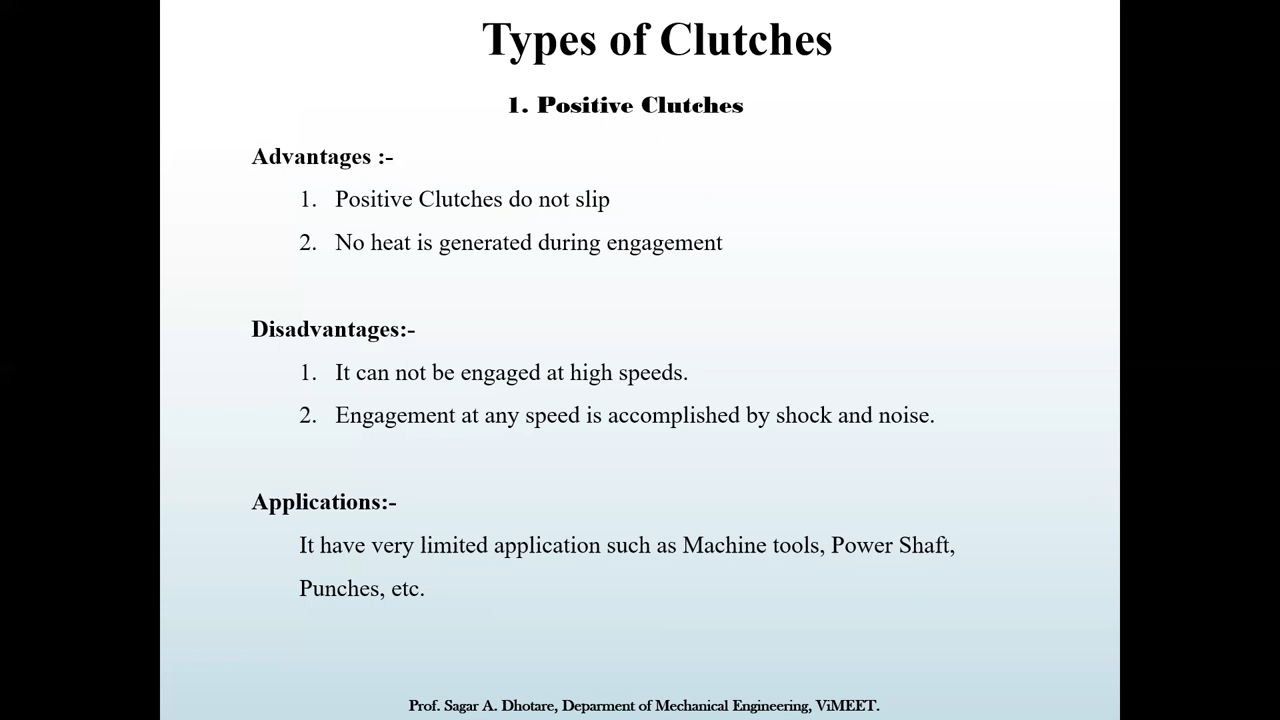 Types of Clutches
1. Positive Clutches
Advantages :-
1. Positive Clutches do not slip
2. No heat is generated during engagement
Disadvantages:-
1. It can not be engaged at high speeds.
2. Engagement at any speed is accomplished by shock and noise.
Applications:-
It have very limited application such as Machine tools, Power Shaft,
Punches, etc.
Prof. Sagar A. Dhotare, Deparment of Mechanical Engineering, ViMEET.